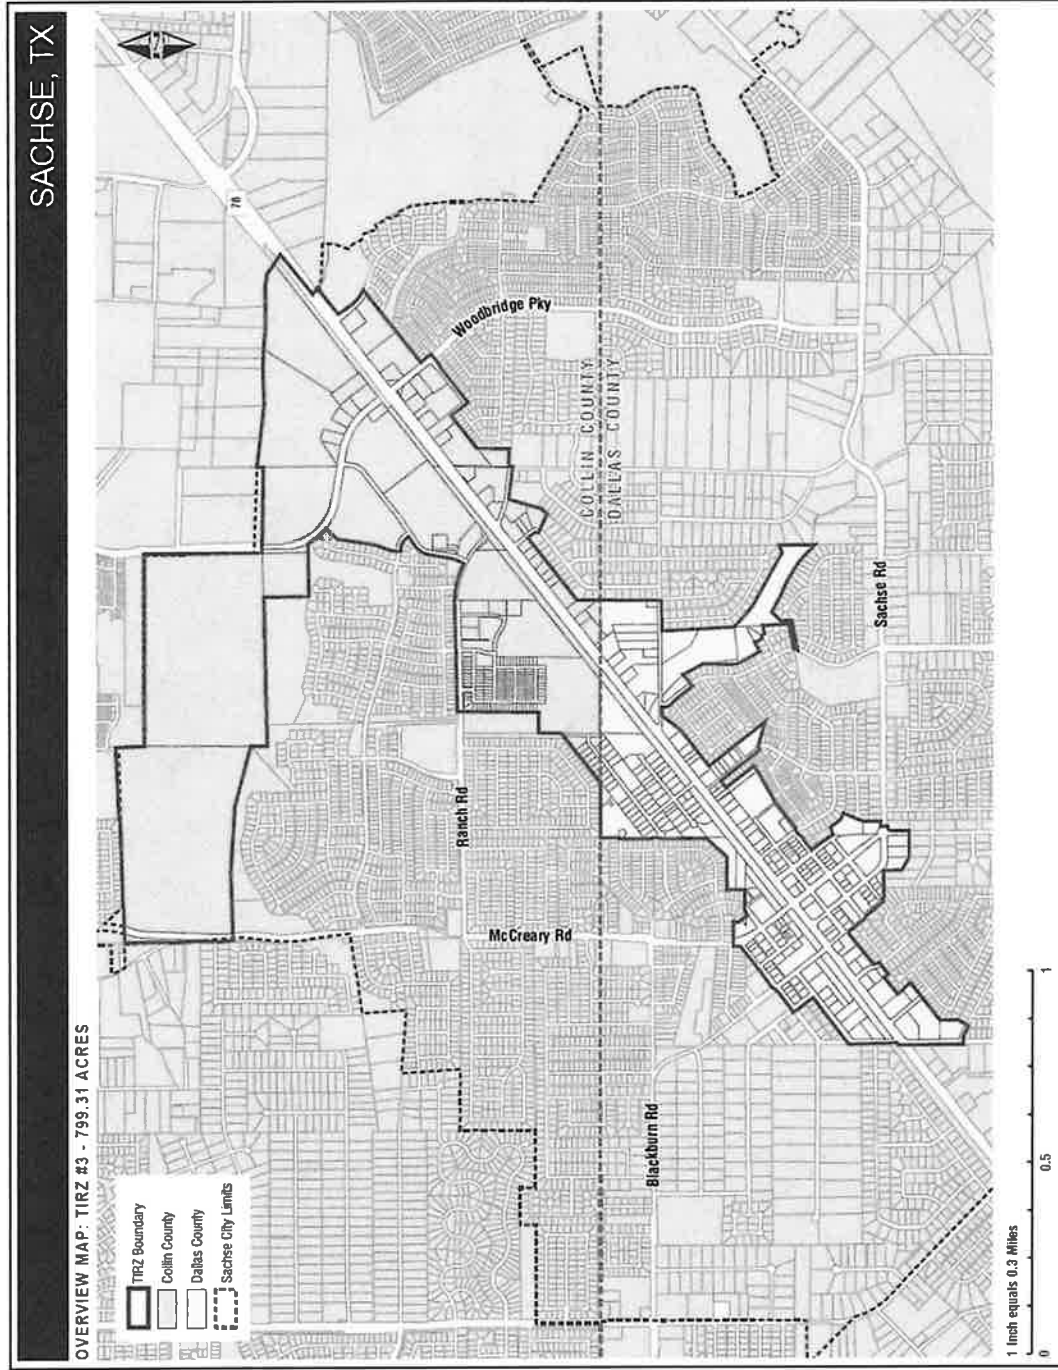 SACHSE, TX
OVERVIEW MAP: TIRZ #3 - 799.31 ACRES
N
78
TIRZ Boundary
Collin County
Dallas County
Sachse City Limits
Woodbridge Pky
COLLIN COUNTY
DALLAS COUNTY
Ranch Rd
McCreary Rd
Sachse Rd
Blackburn Rd
1 Inch equals 0.3 Miles
0 0.5 1